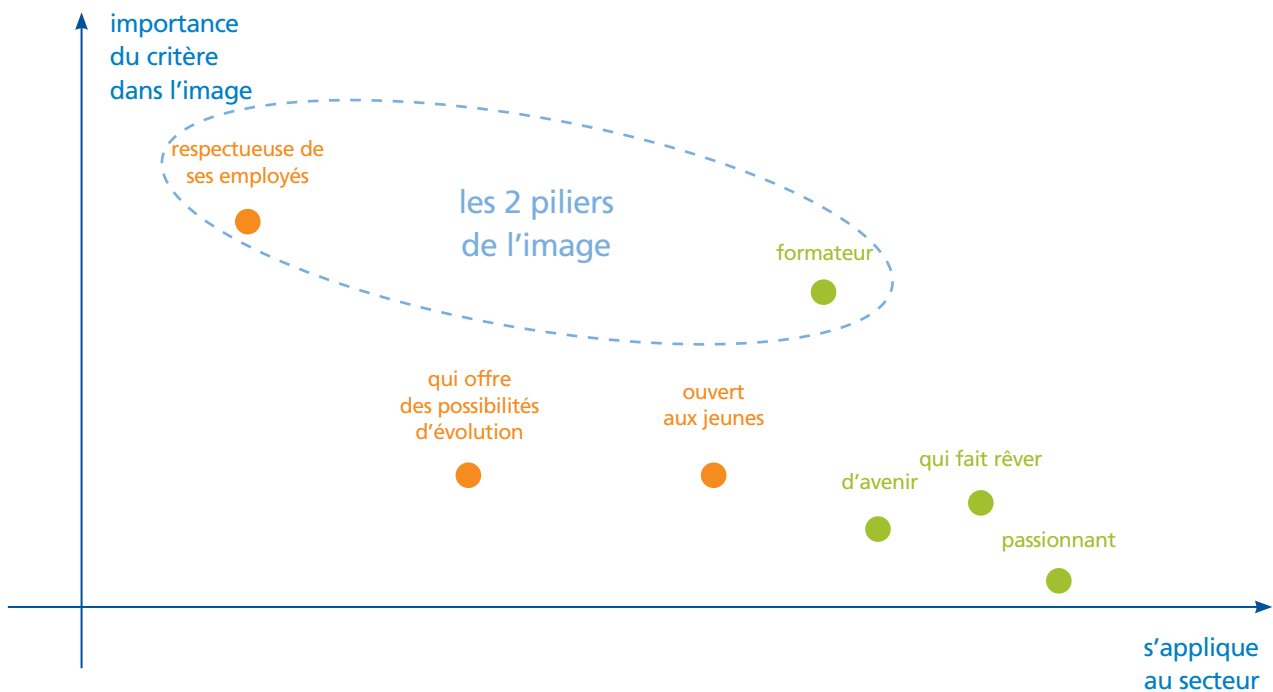 importance
du critère
dans l'image
respectueuse de
ses employés
les 2 piliers
de l'image
formateur
qui offre
des possibilités
d'évolution
ouvert
aux jeunes
d'avenir
qui fait rêver
passionnant
s'applique
au secteur